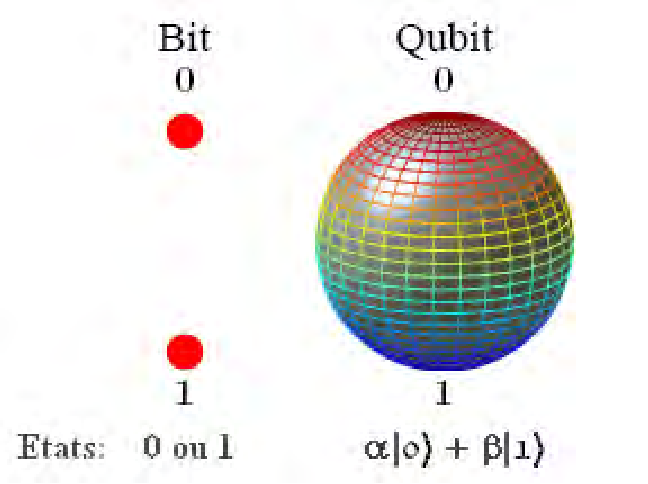 Bit Qubit
0 0
1 1
Etats: 0 ou 1 α|0⟩ + β|1⟩